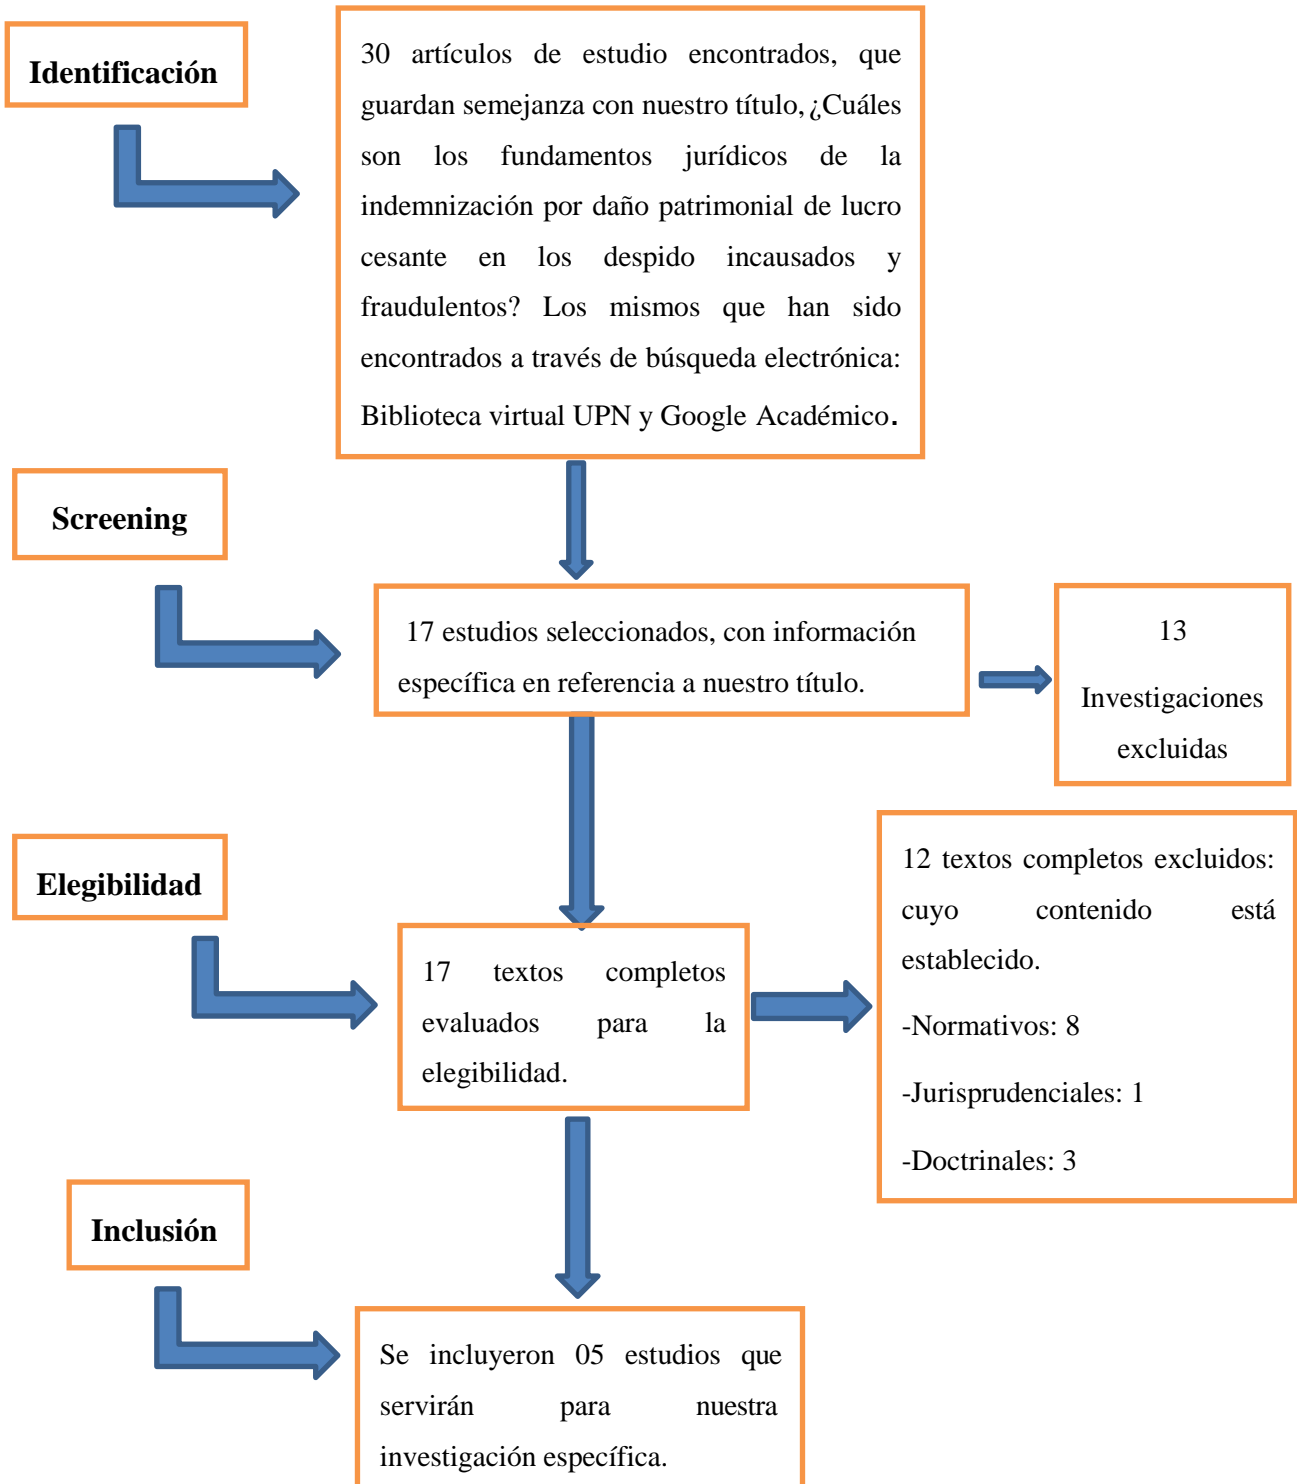 Identificación
30 artículos de estudio encontrados, que
guardan semejanza con nuestro título, ¿Cuáles
son los fundamentos jurídicos de la
indemnización por daño patrimonial de lucro
cesante en los despido incausados y
fraudulentos? Los mismos que han sido
encontrados a través de búsqueda electrónica:
Biblioteca virtual UPN y Google Académico.
Screening
17 estudios seleccionados, con información
específica en referencia a nuestro título.
13
Investigaciones
excluidas
Elegibilidad
17 textos completos
evaluados para la
elegibilidad.
12 textos completos excluidos:
cuyo contenido está
establecido.
-Normativos: 8
-Jurisprudenciales: 1
-Doctrinales: 3
Inclusión
Se incluyeron 05 estudios que
servirán para nuestra
investigación específica.